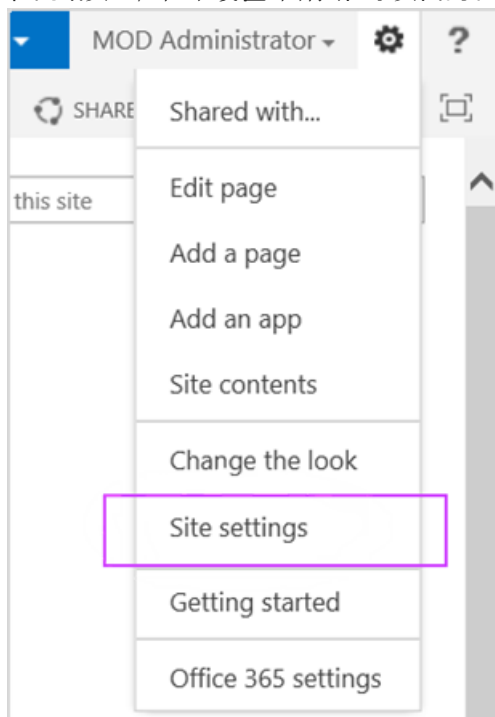 MOD Administrator
?
SHARE
Shared with...
this site
Edit page
Add a page
Add an app
Site contents
Change the look
Site settings
Getting started
Office 365 settings